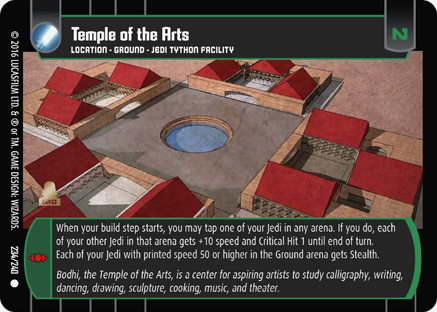 Temple of the Arts
LOCATION - GROUND - JEDI TYTHON FACILITY
N
When your build step starts, you may tap one of your Jedi in any arena. If you do, each
of your other Jedi in that arena gets +10 speed and Critical Hit 1 until end of turn.
Each of your Jedi with printed speed 50 or higher in the Ground arena gets Stealth.
Bodhi, the Temple of the Arts, is a center for aspiring artists to study calligraphy, writing,
dancing, drawing, sculpture, cooking, music, and theater.
© 2016 LUCASFILM LTD. & ® or TM. GAME DESIGN: WIZARDS.